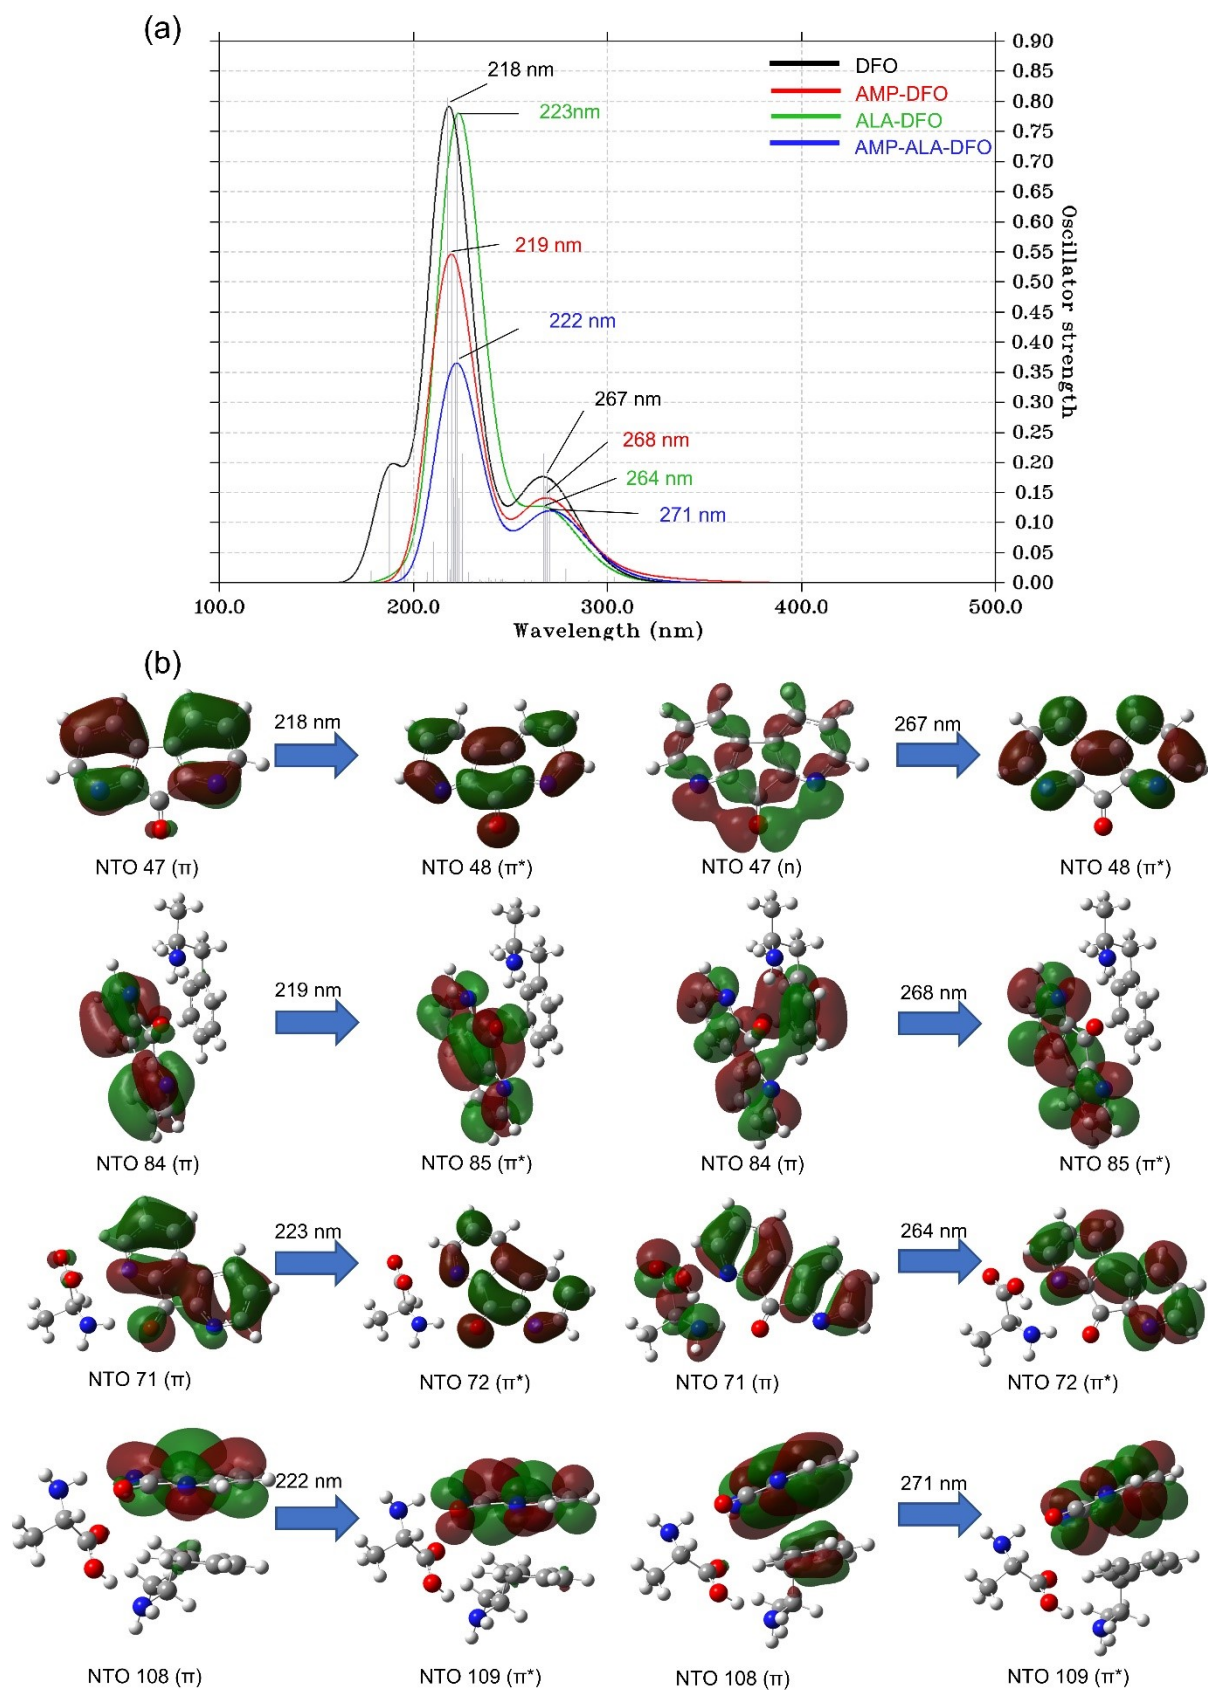 (a)
218 nm
223nm
219 nm
222 nm
267 nm
268 nm
264 nm
271 nm
DFO
AMP-DFO
ALA-DFO
AMP-ALA-DFO
0.90
0.85
0.80
0.75
0.70
0.65
0.60
0.55
0.50
0.45
0.40
0.35
0.30
0.25
0.20
0.15
0.10
0.05
0.00
Oscillator strength
100.0 200.0 300.0 400.0 500.0
Wavelength (nm)
(b)
218 nm 267 nm
NTO 47 (π) NTO 48 (π*) NTO 47 (n) NTO 48 (π*)
219 nm 268 nm
NTO 84 (π) NTO 85 (π*) NTO 84 (π) NTO 85 (π*)
223 nm 264 nm
NTO 71 (π) NTO 72 (π*) NTO 71 (π) NTO 72 (π*)
222 nm 271 nm
NTO 108 (π) NTO 109 (π*) NTO 108 (π) NTO 109 (π*)